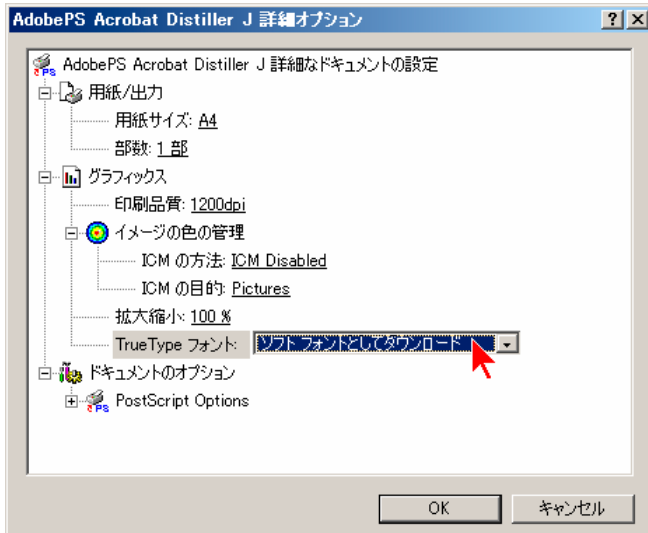 AdobePS Acrobat Distiller J 詳細オプション
AdobePS Acrobat Distiller J 詳細なドキュメントの設定
用紙/出力
用紙サイズ: A4
部数: 1 部
グラフィックス
印刷品質: 1200dpi
イメージの色の管理
ICM の方法: ICM Disabled
ICM の目的: Pictures
拡大縮小: 100 %
TrueType フォント: ソフト フォントとしてダウンロード
ドキュメントのオプション
PS PostScript Options
OK キャンセル